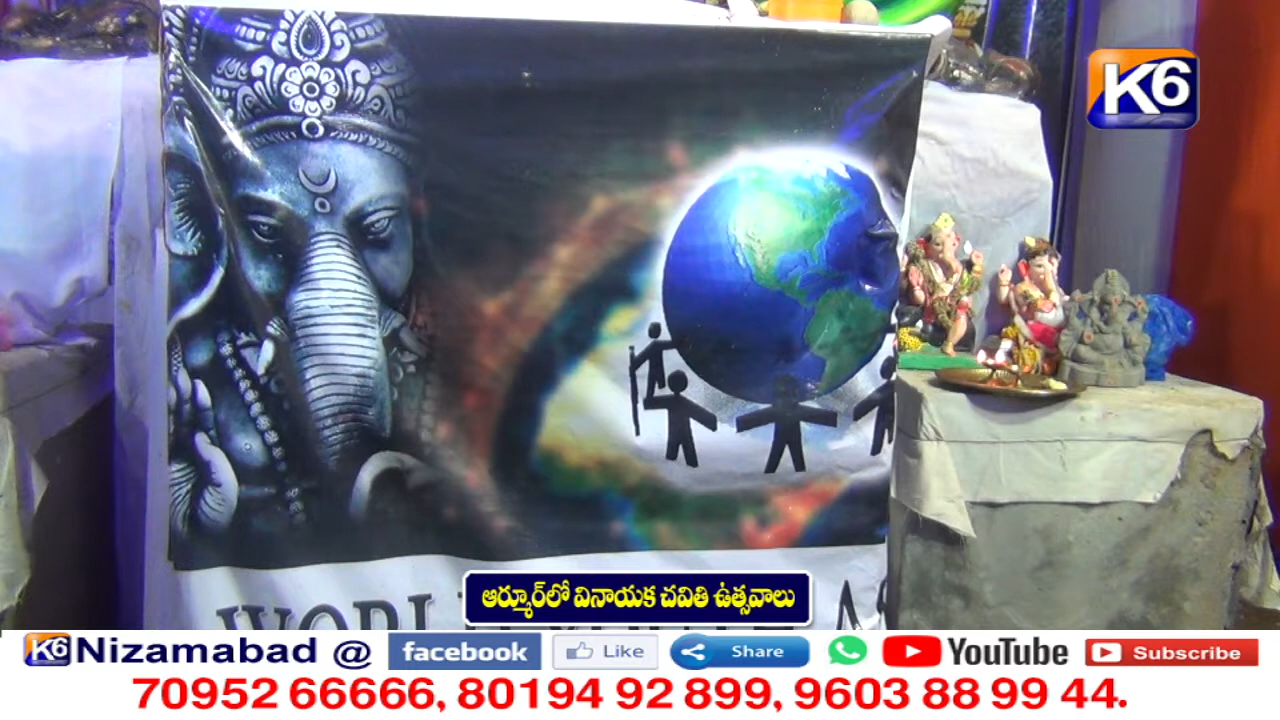 K6
WORLD
ఆర్మూర్‌లో వినాయక చవితి ఉత్సవాలు
K6 Nizamabad @ facebook Like Share YouTube Subscribe
70952 66666, 80194 92 899, 9603 88 99 44.